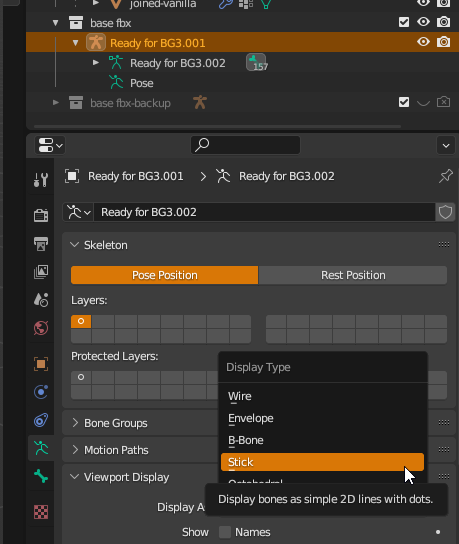 joined-vanilla
base fbx
Ready for BG3.001
Ready for BG3.002
157
Pose
base fbx-backup
Ready for BG3.001 > Ready for BG3.002
Ready for BG3.002
Skeleton
Pose Position Rest Position
Layers:
Protected Layers:
Display Type
Wire
Envelope
Bone Groups
B-Bone
Motion Paths
Stick
Viewport Display
Display A
Display bones as simple 2D lines with dots.
Show Names